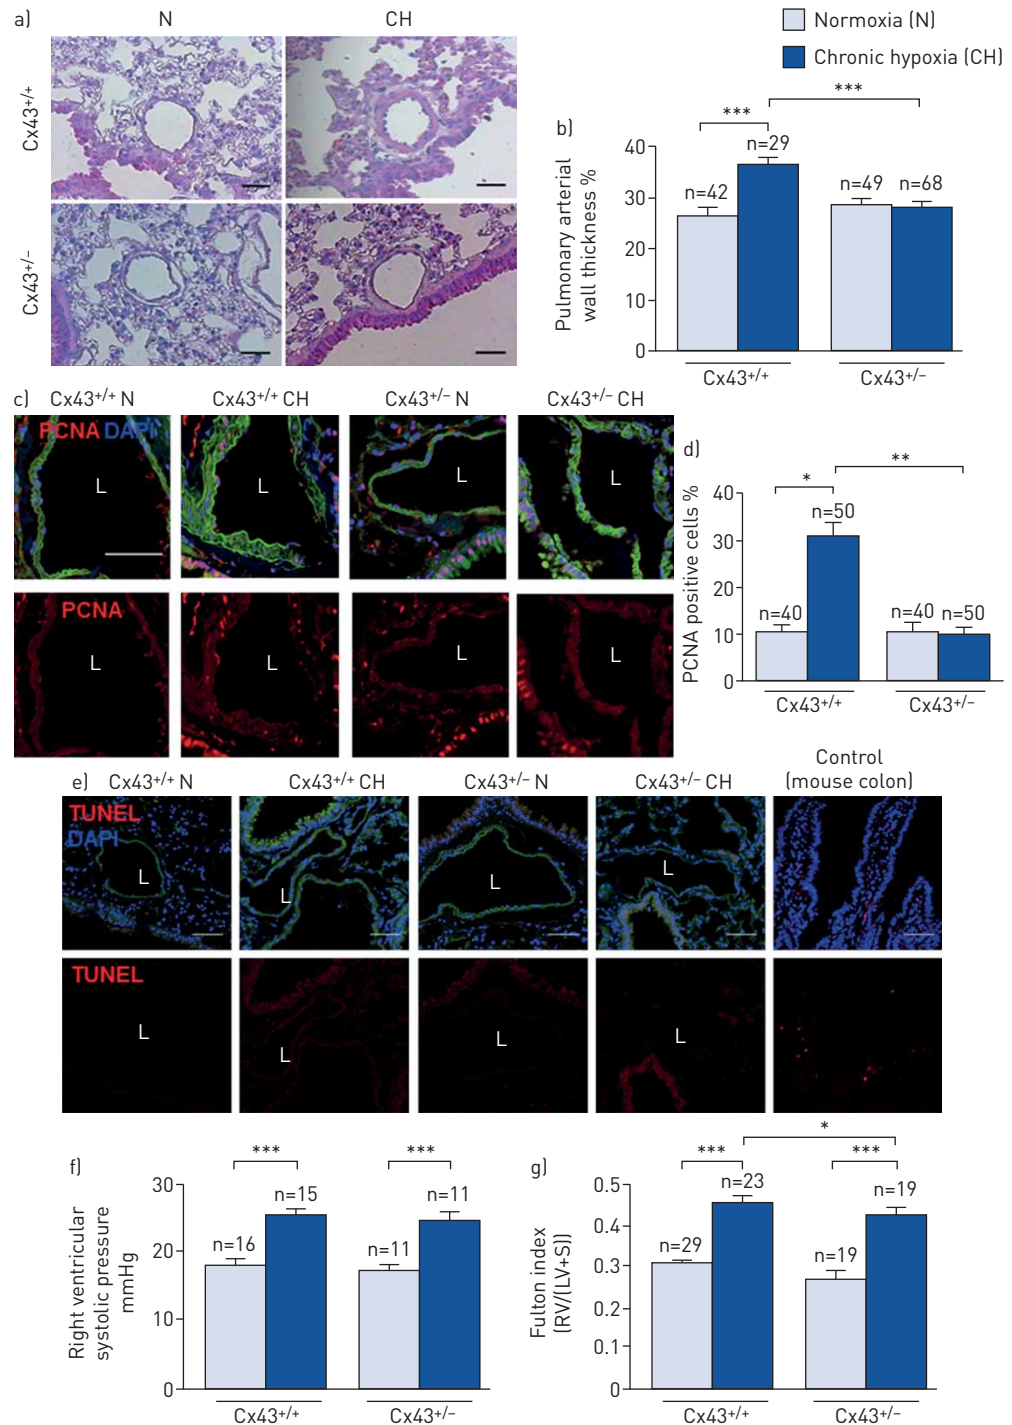 a)
N
CH
Cx43+/+
Cx43+/–
Normoxia (N)
Chronic hypoxia (CH)
b)
***
***
Pulmonary arterial
wall thickness %
40
30
20
10
0
n=42
n=29
n=49
n=68
Cx43+/+
Cx43+/–
c)
Cx43+/+ N
Cx43+/+ CH
Cx43+/– N
Cx43+/– CH
PCNA DAPI
L
L
L
L
PCNA
L
L
L
L
d)
**
*
PCNA positive cells %
40
30
20
10
0
n=40
n=50
n=40
n=50
Cx43+/+
Cx43+/–
e)
Cx43+/+ N
Cx43+/+ CH
Cx43+/– N
Cx43+/– CH
Control
(mouse colon)
TUNEL
DAPI
L
L
L
L
TUNEL
L
L
L
L
f)
***
***
Right ventricular
systolic pressure
mmHg
30
20
10
0
n=16
n=15
n=11
n=11
Cx43+/+
Cx43+/–
g)
*
***
***
Fulton index
(RV/(LV+S))
0.5
0.4
0.3
0.2
0.1
0
n=29
n=23
n=19
n=19
Cx43+/+
Cx43+/–